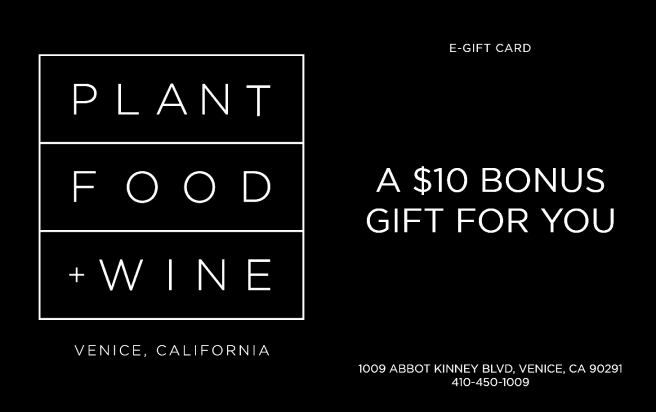 PLANT
FOOD
+ WINE
VENICE, CALIFORNIA
E-GIFT CARD
A $10 BONUS
GIFT FOR YOU
1009 ABBOT KINNEY BLVD, VENICE, CA 90291
410-450-1009